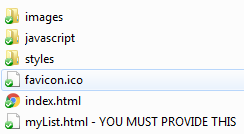 images
javascript
styles
favicon.ico
index.html
myList.html - YOU MUST PROVIDE THIS